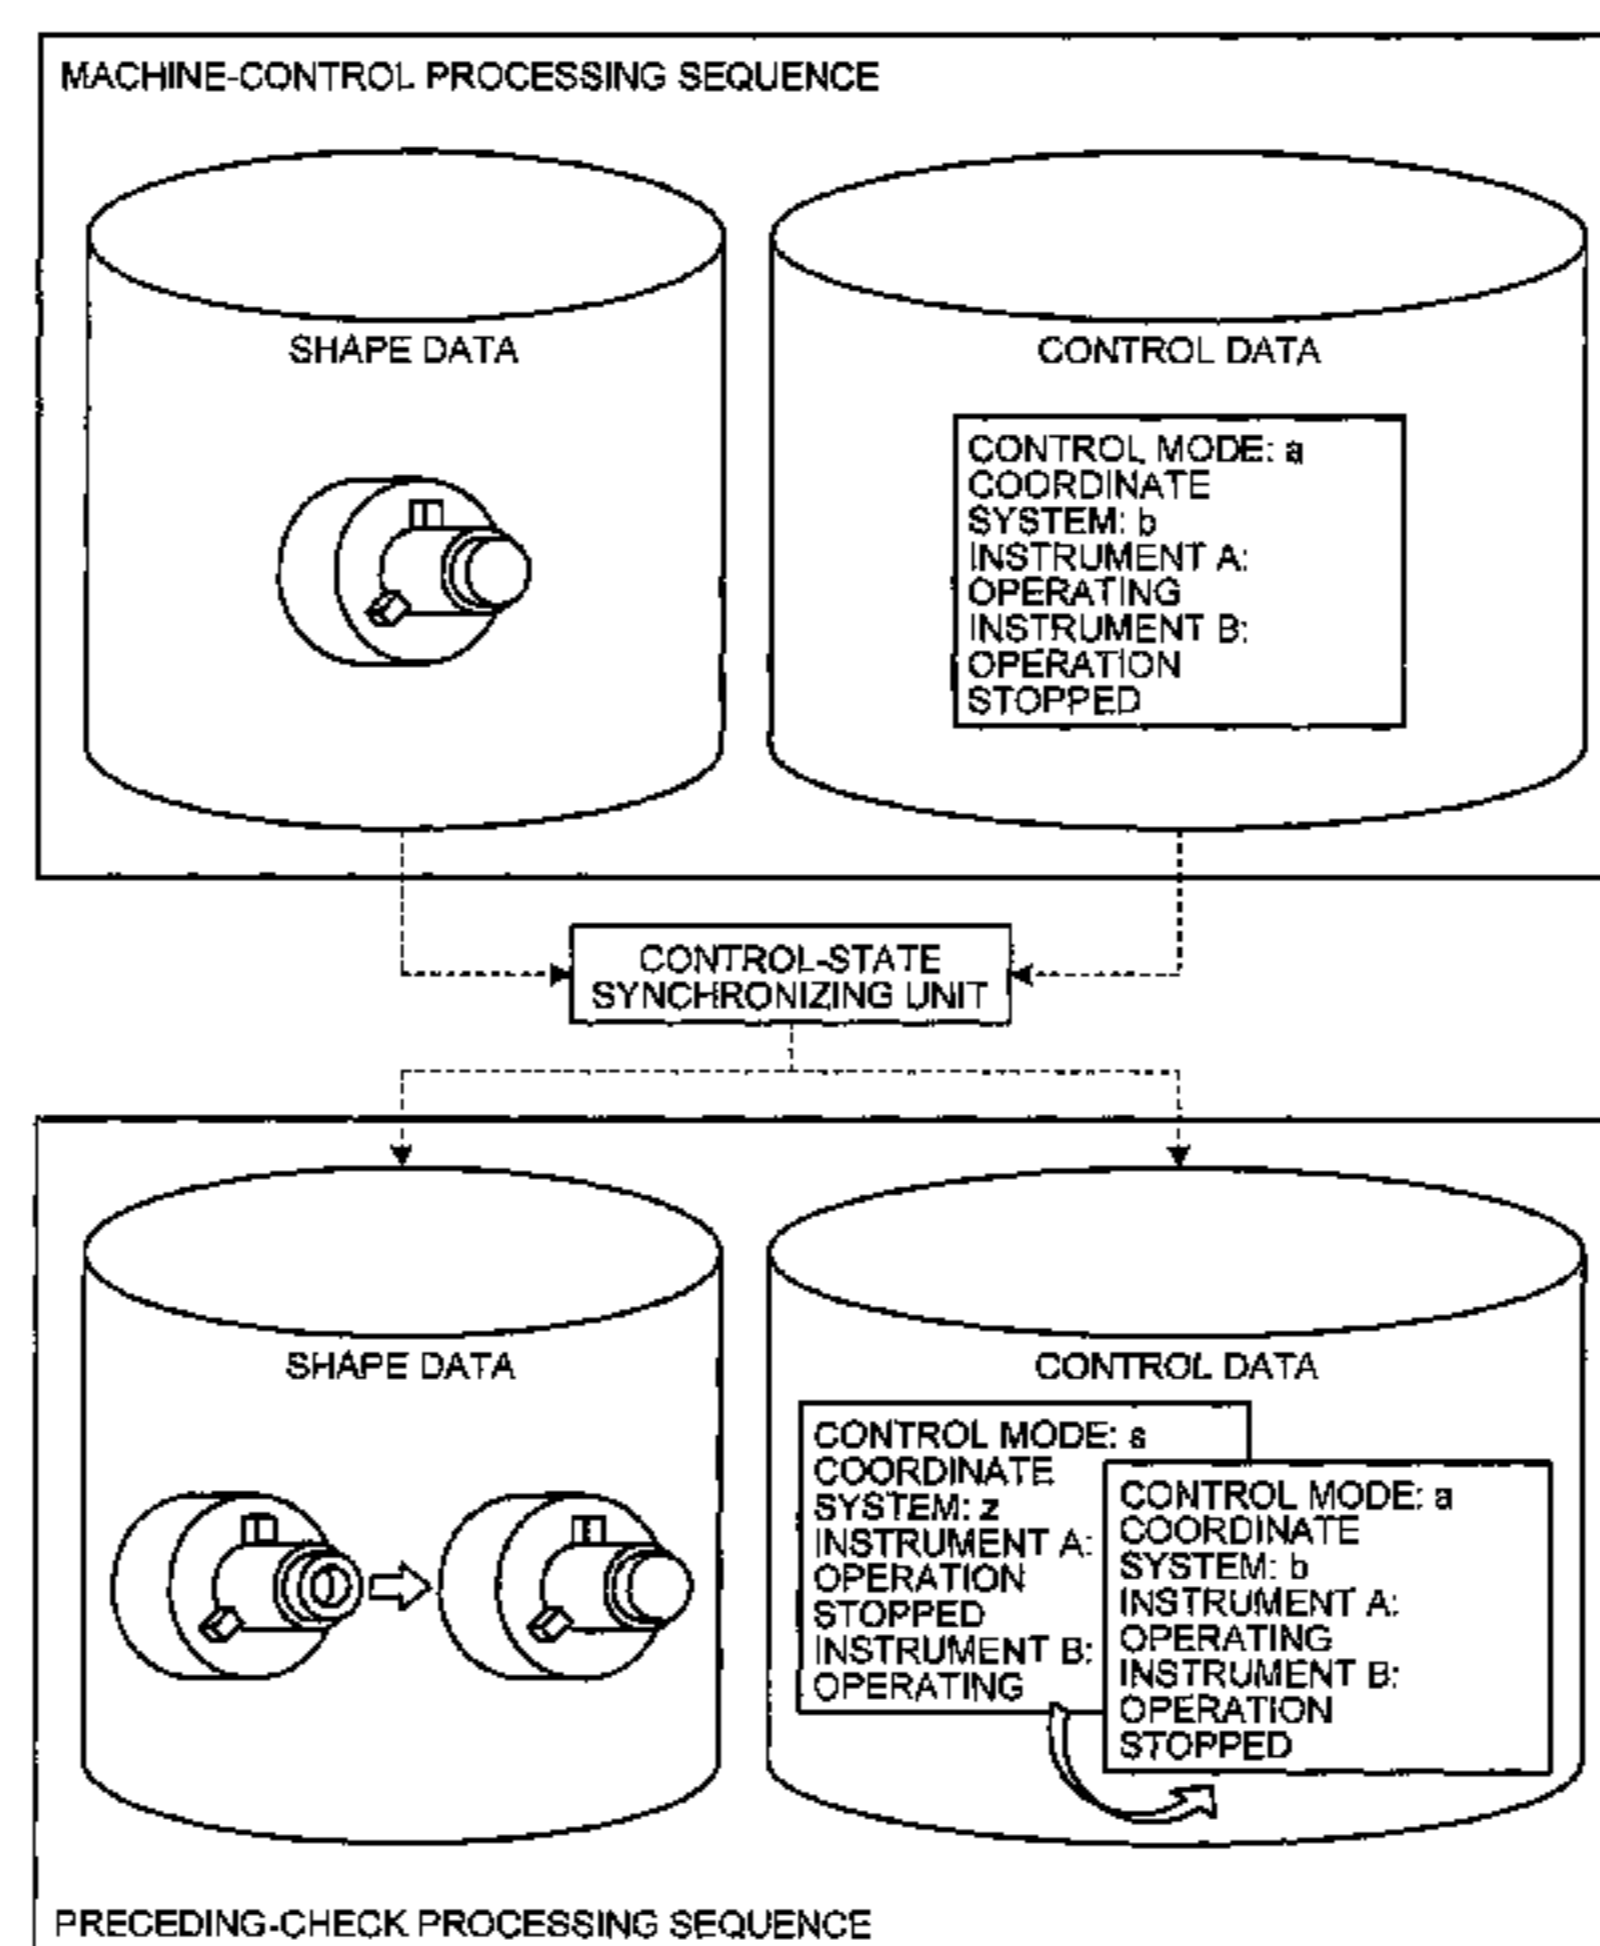 MACHINE-CONTROL PROCESSING SEQUENCE
SHAPE DATA
CONTROL DATA
CONTROL MODE: a
COORDINATE
SYSTEM: b
INSTRUMENT A:
OPERATING
INSTRUMENT B:
OPERATION
STOPPED
CONTROL-STATE
SYNCHRONIZING UNIT
SHAPE DATA
CONTROL DATA
CONTROL MODE: s
COORDINATE
SYSTEM: z
INSTRUMENT A:
OPERATION
STOPPED
INSTRUMENT B:
OPERATING
CONTROL MODE: a
COORDINATE
SYSTEM: b
INSTRUMENT A:
OPERATING
INSTRUMENT B:
OPERATION
STOPPED
PRECEDING-CHECK PROCESSING SEQUENCE